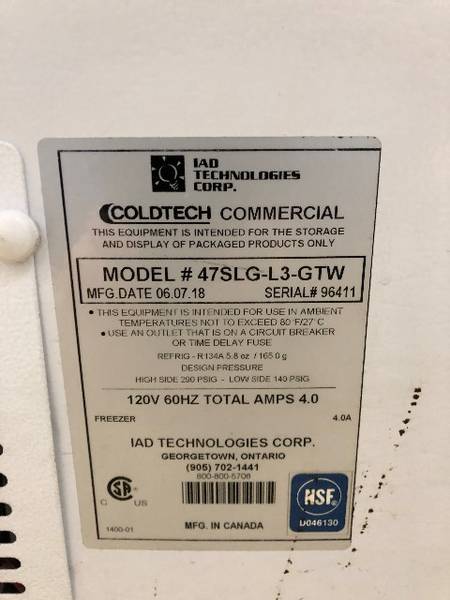 IAD
TECHNOLOGIES
CORP.
COLDTECH COMMERCIAL
THIS EQUIPMENT IS INTENDED FOR THE STORAGE
AND DISPLAY OF PACKAGED PRODUCTS ONLY
MODEL # 47SLG-L3-GTW
MFG.DATE 06.07.18 SERIAL# 96411
• THIS EQUIPMENT IS INTENDED FOR USE IN AMBIENT
TEMPERATURES NOT TO EXCEED 80°F/27°C
• USE AN OUTLET THAT IS ON A CIRCUIT BREAKER
OR TIME DELAY FUSE
REFRIG - R134A 5.8 oz / 165.0 g
DESIGN PRESSURE
HIGH SIDE 290 PSIG - LOW SIDE 140 PSIG
120V 60HZ TOTAL AMPS 4.0
FREEZER 4.0A
IAD TECHNOLOGIES CORP.
GEORGETOWN, ONTARIO
(905) 702-1441
800-800-5706
C SA US
NSF
U046130
1400-01
MFG. IN CANADA